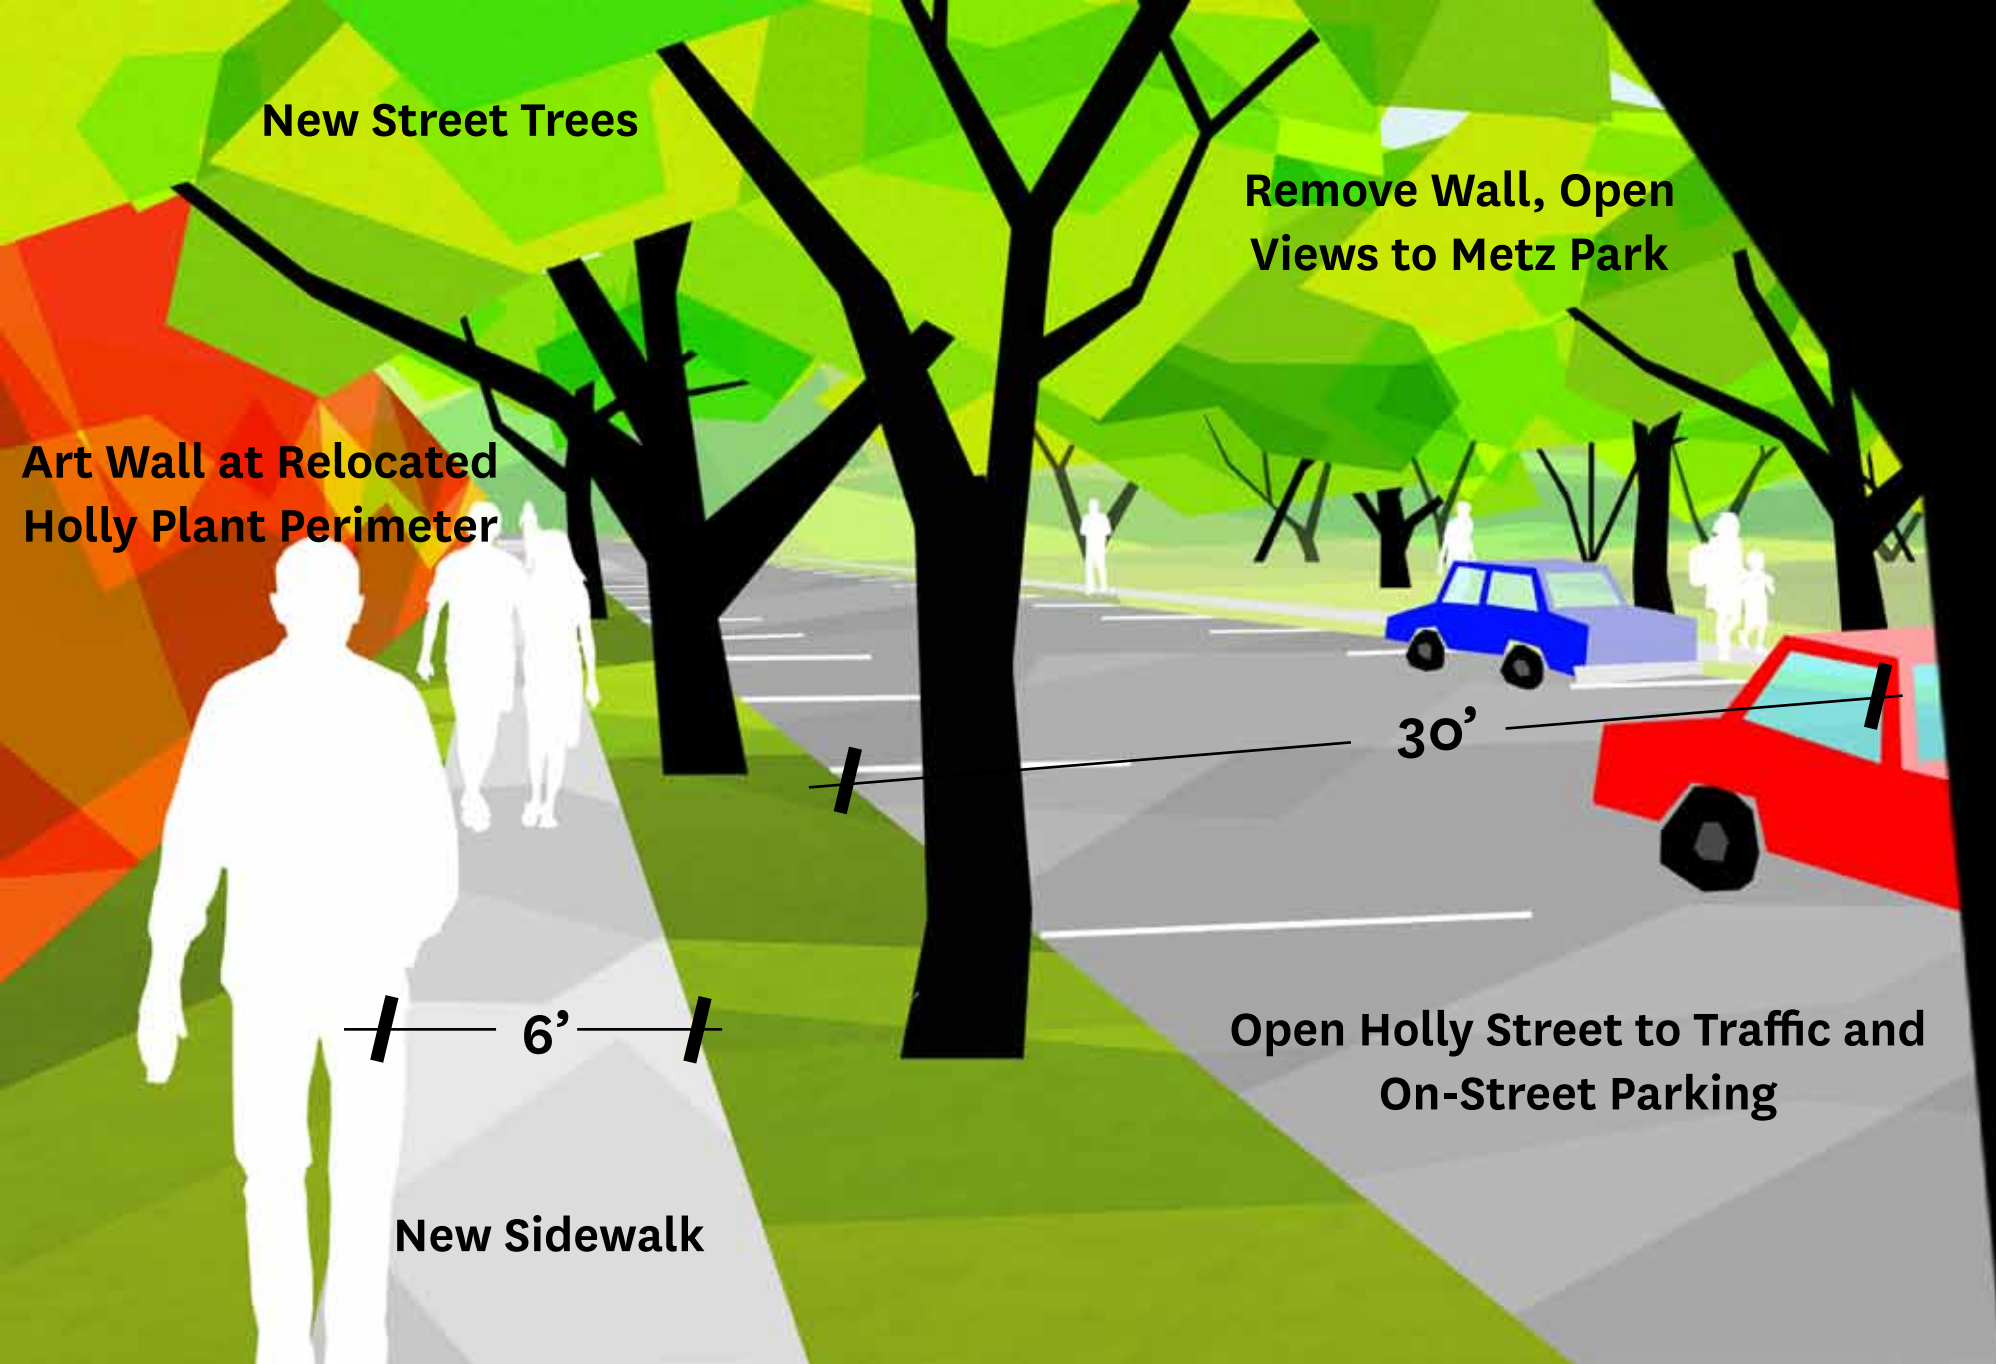 New Street Trees
Remove Wall, Open
Views to Metz Park
Art Wall at Relocated
Holly Plant Perimeter
30’
6’
Open Holly Street to Traffic and
On-Street Parking
New Sidewalk